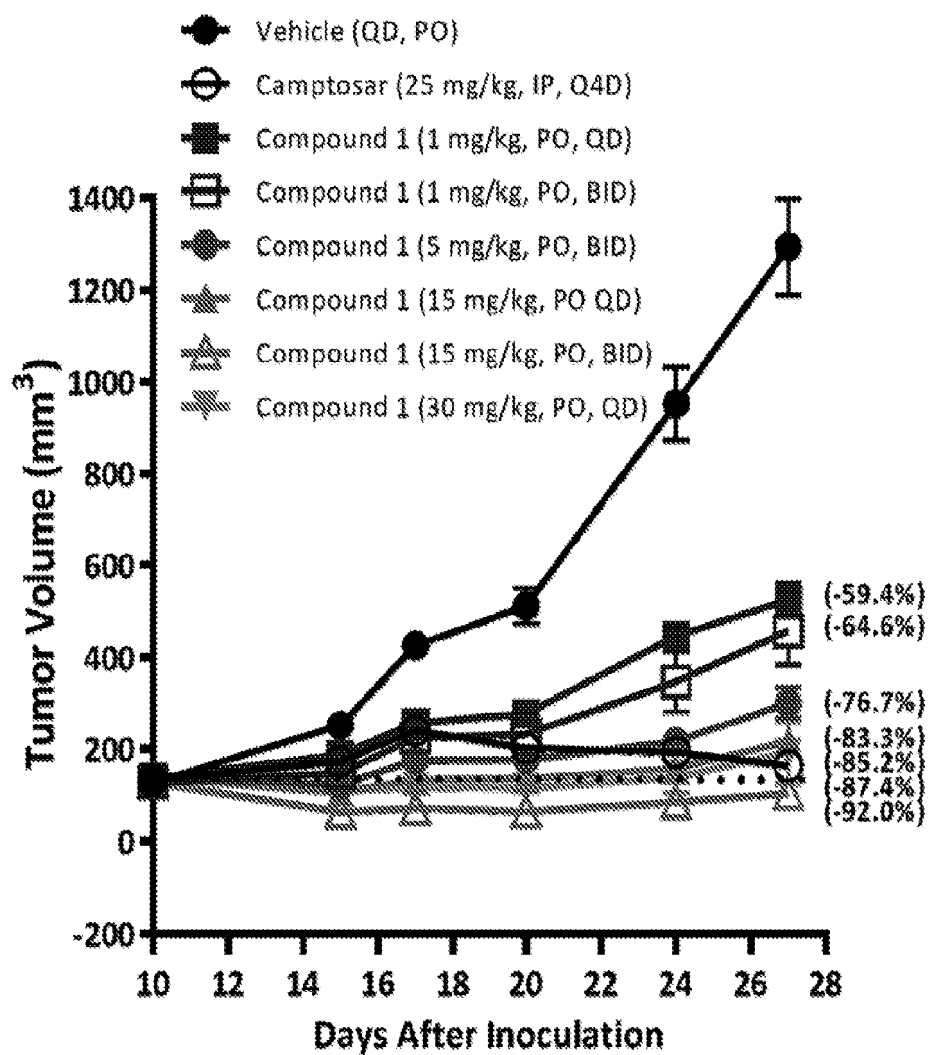 Vehicle (QD, PO)
Camptosar (25 mg/kg, IP, Q4D)
Compound 1 (1 mg/kg, PO, QD)
Compound 1 (1 mg/kg, PO, BID)
Compound 1 (5 mg/kg, PO, BID)
Compound 1 (15 mg/kg, PO QD)
Compound 1 (15 mg/kg, PO, BID)
Compound 1 (30 mg/kg, PO, QD)
Tumor Volume (mm³)
1400
1200
1000
800
600
400
200
0
-200
(-59.4%)
(-64.6%)
(-76.7%)
(-83.3%)
(-85.2%)
(-87.4%)
(-92.0%)
10 12 14 16 18 20 22 24 26 28
Days After Inoculation